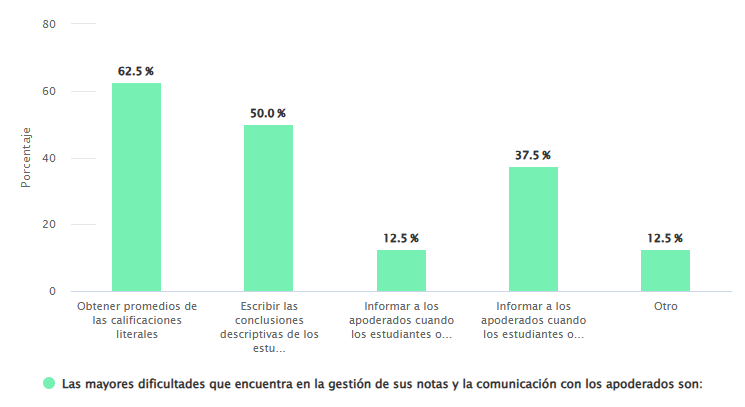 80
60
40
20
0
Porcentaje
62.5 %
50.0 %
12.5 %
37.5 %
12.5 %
Obtener promedios de
las calificaciones
literales
Escribir las
conclusiones
descriptivas de los
estu...
Informar a los
apoderados cuando
los estudiantes o...
Informar a los
apoderados cuando
los estudiantes o...
Otro
Las mayores dificultades que encuentra en la gestión de sus notas y la comunicación con los apoderados son: